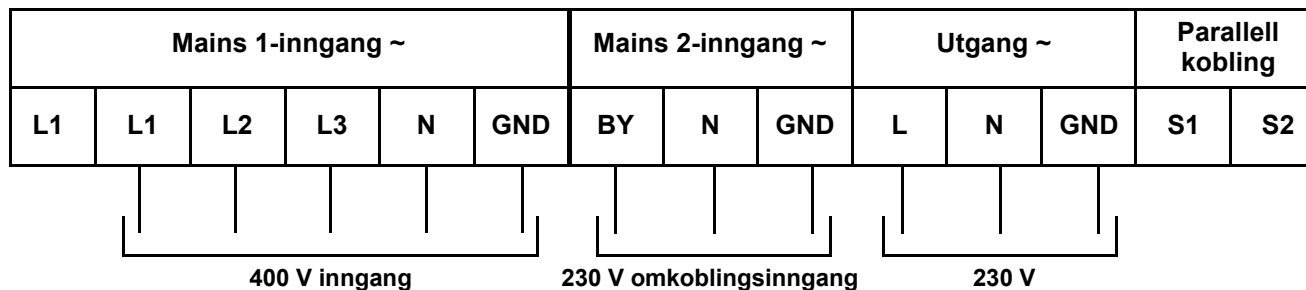 Mains 1-inngang ~ Mains 2-inngang ~ Utgang ~ Parallell
kobling
L1 L1 L2 L3 N GND BY N GND L N GND S1 S2
400 V inngang 230 V omkoblingsinngang 230 V